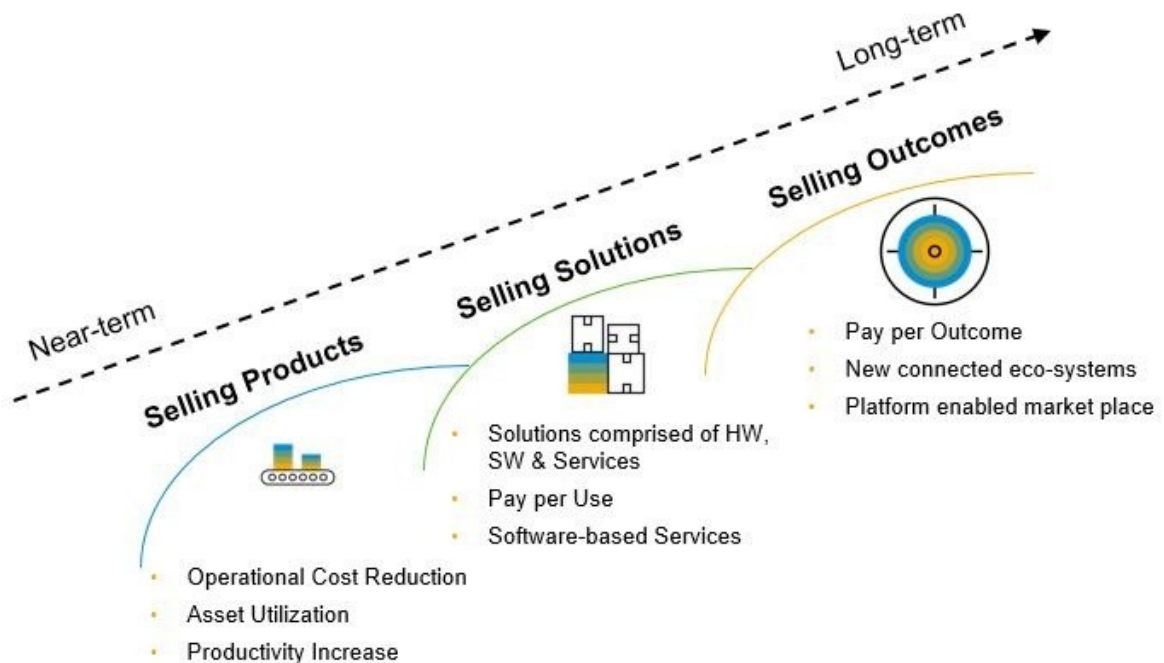 Near-term
Long-term
Selling Products
Operational Cost Reduction
Asset Utilization
Productivity Increase
Selling Solutions
Solutions comprised of HW,
SW & Services
Pay per Use
Software-based Services
Selling Outcomes
Pay per Outcome
New connected eco-systems
Platform enabled market place